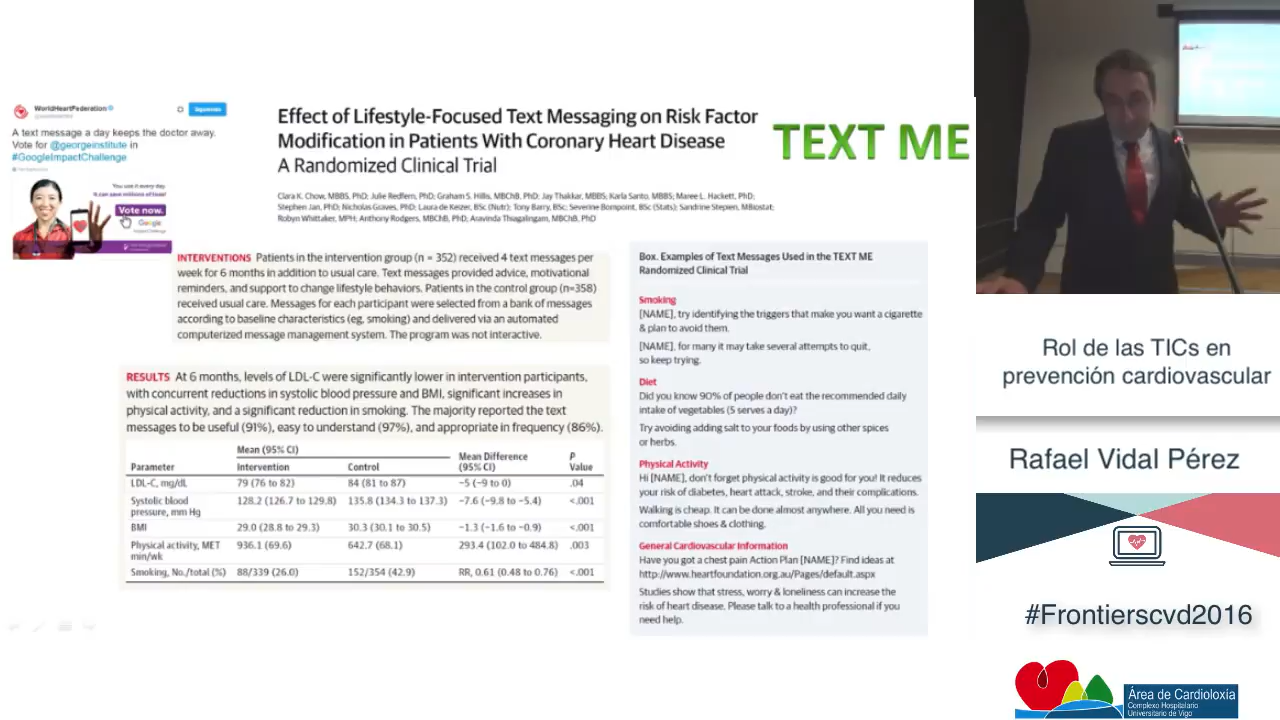 WorldHeartFederation
Síguenos
A text message a day keeps the doctor away.
Vote for @georgeinstitute in
#GoogleImpactChallenge
You use it every day.
It can save millions of lives!
Vote now.
Google
Effect of Lifestyle-Focused Text Messaging on Risk Factor
Modification in Patients With Coronary Heart Disease
A Randomized Clinical Trial
TEXT ME
Clara K. Chow, MBBS, PhD; Julie Redfern, PhD; Graham S. Hillis, MBChB, PhD; Jay Thakkar, MBBS; Karla Santo, MBBS; Maree L. Hackett, PhD;
Stephen Jan, PhD; Nicholas Graves, PhD; Laura de Keizer, BSc (Nutr); Tony Barry, BSc; Severine Bompoint, BSc (Stats); Sandrine Stepien, MBiostat;
Robyn Whittaker, MPH; Anthony Rodgers, MBChB, PhD; Aravinda Thiagalingam, MBChB, PhD
INTERVENTIONS Patients in the intervention group (n = 352) received 4 text messages per
week for 6 months in addition to usual care. Text messages provided advice, motivational
reminders, and support to change lifestyle behaviors. Patients in the control group (n=358)
received usual care. Messages for each participant were selected from a bank of messages
according to baseline characteristics (eg, smoking) and delivered via an automated
computerized message management system. The program was not interactive.
RESULTS At 6 months, levels of LDL-C were significantly lower in intervention participants,
with concurrent reductions in systolic blood pressure and BMI, significant increases in
physical activity, and a significant reduction in smoking. The majority reported the text
messages to be useful (91%), easy to understand (97%), and appropriate in frequency (86%).
Mean (95% CI)
Parameter Intervention Control Mean Difference (95% CI) P Value
LDL-C, mg/dL 79 (76 to 82) 84 (81 to 87) −5 (−9 to 0) .04
Systolic blood pressure, mm Hg 128.2 (126.7 to 129.8) 135.8 (134.3 to 137.3) −7.6 (−9.8 to −5.4) <.001
BMI 29.0 (28.8 to 29.3) 30.3 (30.1 to 30.5) −1.3 (−1.6 to −0.9) <.001
Physical activity, MET min/wk 936.1 (69.6) 642.7 (68.1) 293.4 (102.0 to 484.8) .003
Smoking, No./total (%) 88/339 (26.0) 152/354 (42.9) RR, 0.61 (0.48 to 0.76) <.001
Box. Examples of Text Messages Used in the TEXT ME
Randomized Clinical Trial
Smoking
[NAME], try identifying the triggers that make you want a cigarette
& plan to avoid them.
[NAME], for many it may take several attempts to quit,
so keep trying.
Diet
Did you know 90% of people don't eat the recommended daily
intake of vegetables (5 serves a day)?
Try avoiding adding salt to your foods by using other spices
or herbs.
Physical Activity
Hi [NAME], don't forget physical activity is good for you! It reduces
your risk of diabetes, heart attack, stroke, and their complications.
Walking is cheap. It can be done almost anywhere. All you need is
comfortable shoes & clothing.
General Cardiovascular Information
Have you got a chest pain Action Plan [NAME]? Find ideas at
http://www.heartfoundation.org.au/Pages/default.aspx
Studies show that stress, worry & loneliness can increase the
risk of heart disease. Please talk to a health professional if you
need help.
Rol de las TICs en
prevención cardiovascular
Rafael Vidal Pérez
#Frontierscvd2016
Área de Cardioloxía
Complexo Hospitalario
Universitario de Vigo